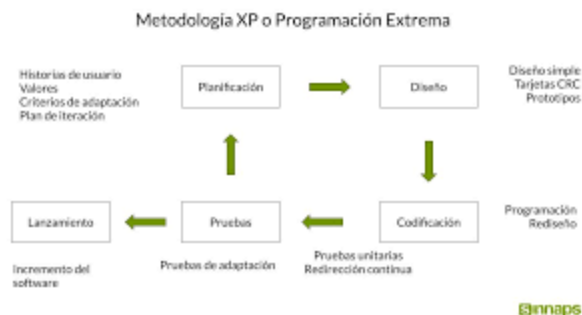 Metodología XP o Programación Extrema
Historias de usuario
Valores
Criterios de adaptación
Plan de iteración
Planificación
Diseño
Diseño simple
Tarjetas CRC
Prototipos
Lanzamiento
Pruebas
Codificación
Programación
Rediseño
Incremento del
software
Pruebas de adaptación
Pruebas unitarias
Redirección continua
sinnaps